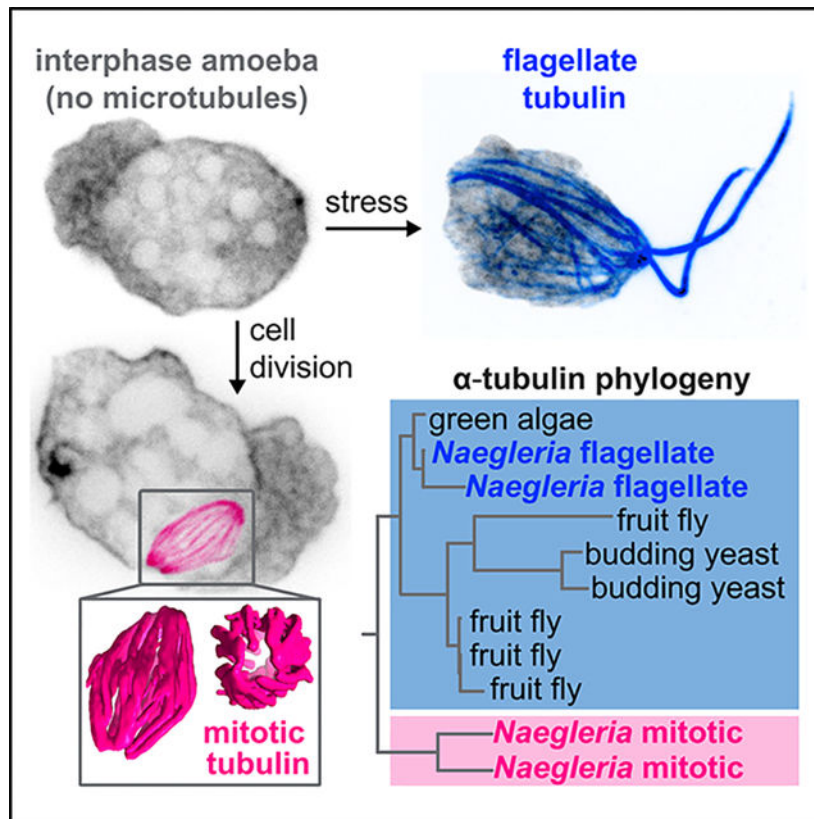 interphase amoeba
(no microtubules)
flagellate
tubulin
stress
cell
division
mitotic
tubulin
α-tubulin phylogeny
green algae
Naegleria flagellate
Naegleria flagellate
fruit fly
budding yeast
budding yeast
fruit fly
fruit fly
fruit fly
Naegleria mitotic
Naegleria mitotic